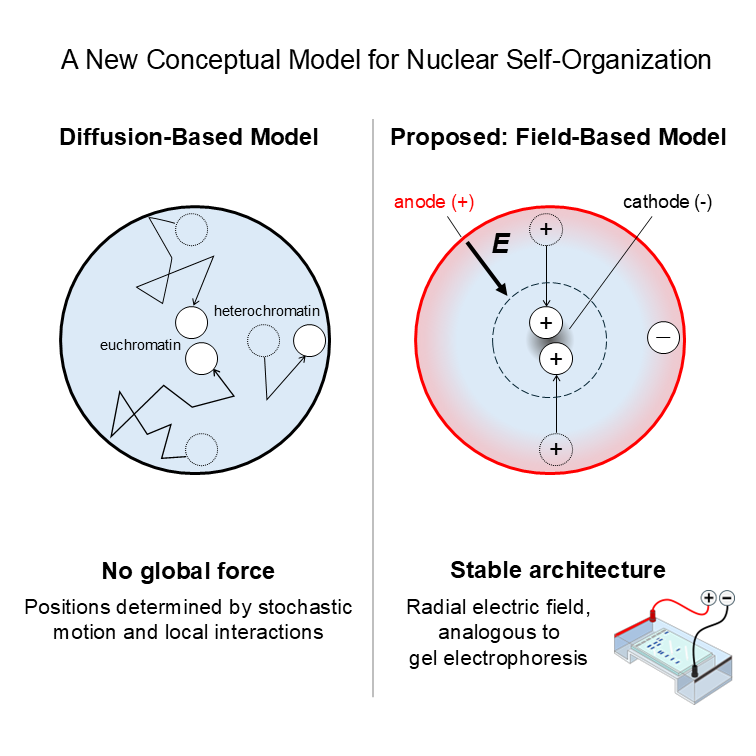 A New Conceptual Model for Nuclear Self-Organization
Diffusion-Based Model
heterochromatin
euchromatin
No global force
Positions determined by stochastic
motion and local interactions
Proposed: Field-Based Model
anode (+)
cathode (-)
E
+
+
+
+
−
Stable architecture
Radial electric field,
analogous to
gel electrophoresis
+ −